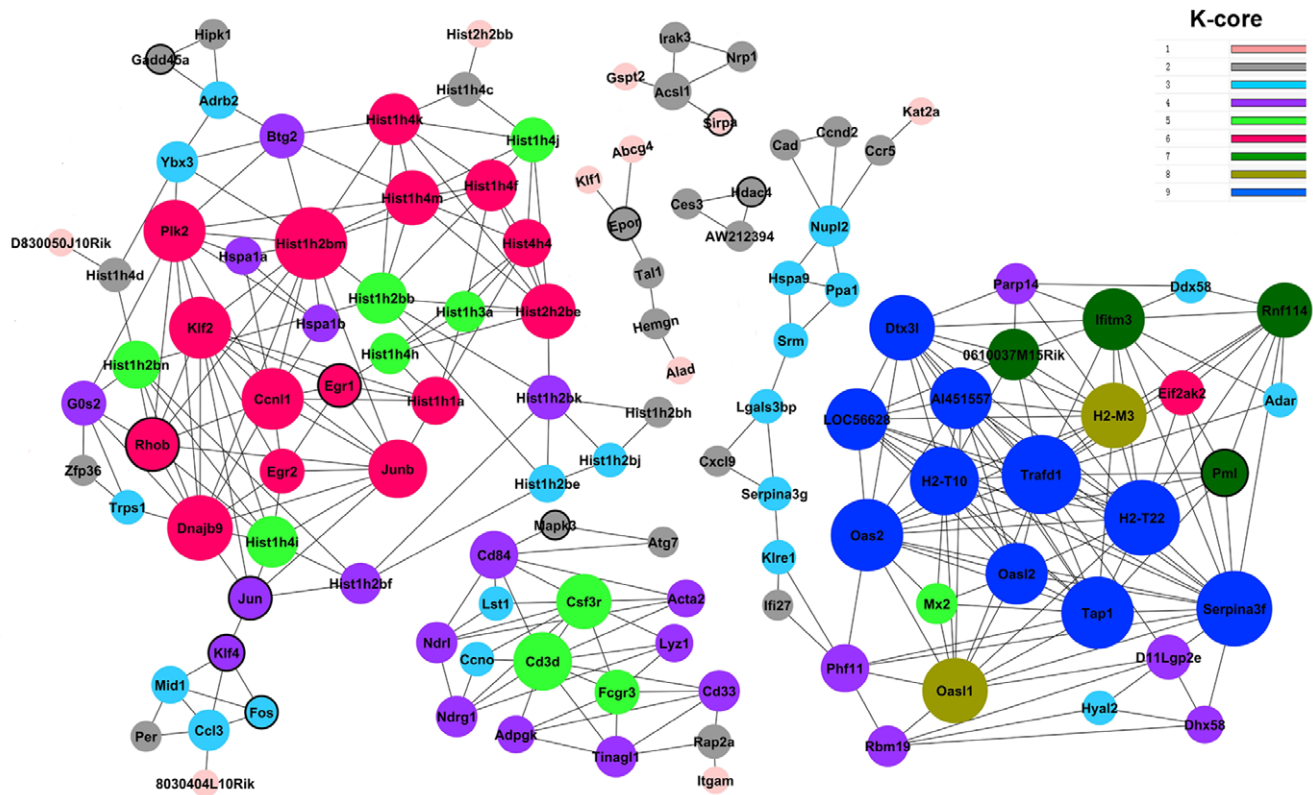 K-core
1
2
3
4
5
6
7
8
9
Hipk1
Gadd45a
Adrb2
Ybx3
Btg2
Hist2h2bb
Hist1h4c
Hist1h4k
Hist1h4j
Hist1h4f
Hist1h4m
Hist4h4
Plk2
Hist1h2bm
Hspa1a
D830050J10Rik
Hist1h4d
Hist1h2bb
Hist1h3a
Hist2h2be
Klf2
Hspa1b
Hist1h4h
Hist1h2bn
Egr1
Hist1h1a
G0s2
Ccnl1
Hist1h2bk
Hist1h2bh
Rhob
Zfp36
Egr2
Junb
Hist1h2bj
Hist1h2be
Trps1
Dnajb9
Hist1h4i
Hist1h2bf
Jun
Klf4
Mid1
Fos
Per
Ccl3
8030404L10Rik
Irak3
Nrp1
Gspt2
Acsl1
Sirpa
Abcg4
Klf1
Epor
Tal1
Hemgn
Alad
Hdac4
Ces3
AW212394
Kat2a
Ccnd2
Cad
Ccr5
Nupl2
Hspa9
Ppa1
Srm
Lgals3bp
Cxcl9
Serpina3g
Klre1
Ifi27
Mapk3
Atg7
Cd84
Lst1
Csf3r
Acta2
Ndrl
Ccno
Lyz1
Cd3d
Fcgr3
Cd33
Ndrg1
Adpgk
Tinagl1
Rap2a
Itgam
Parp14
Ddx58
Dtx3l
Ifitm3
Rnf114
0610037M15Rik
Eif2ak2
Adar
LOC56628
AI451557
H2-M3
H2-T10
Trafd1
Pml
Oas2
H2-T22
Oasl2
Mx2
Tap1
Serpina3f
Phf11
Oasl1
D11Lgp2e
Hyal2
Dhx58
Rbm19